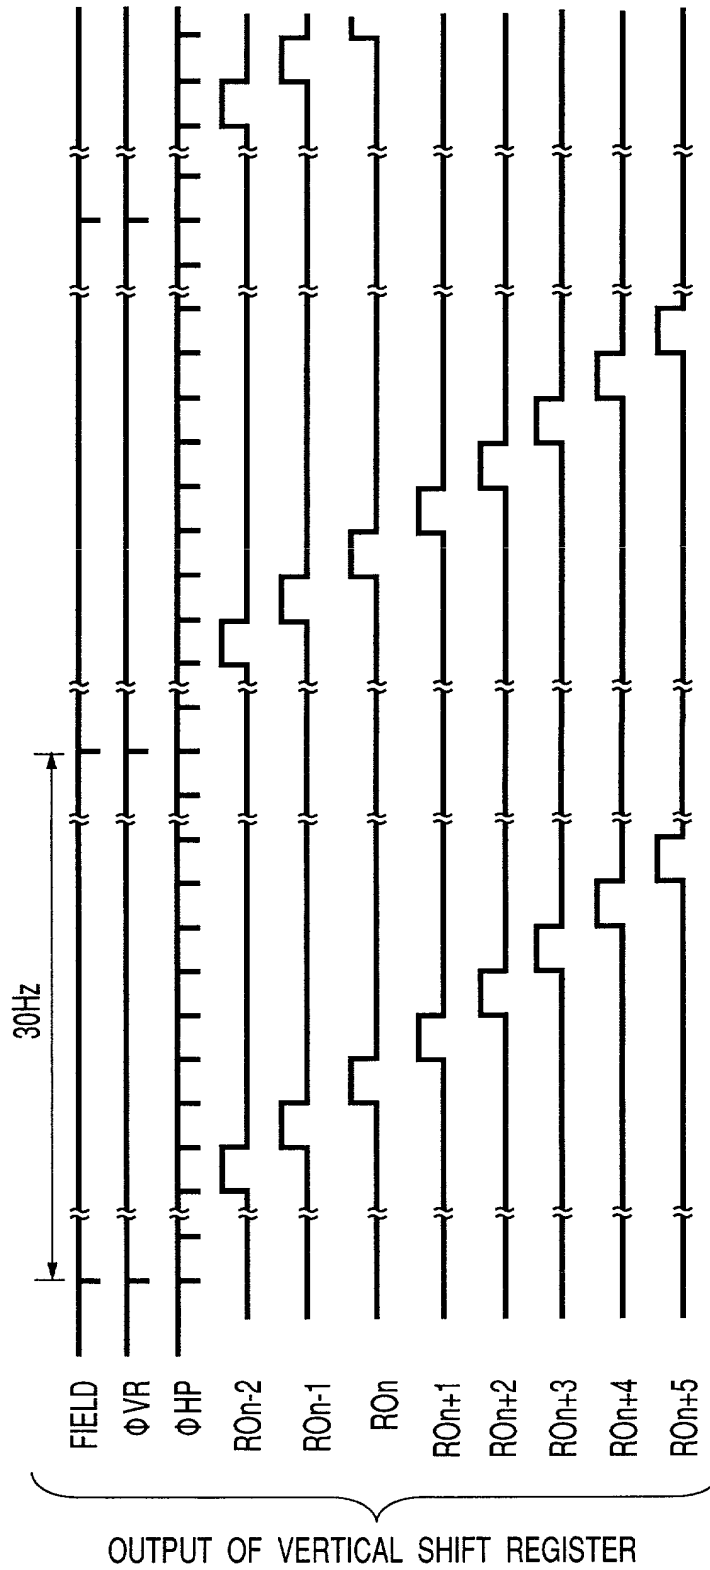 30Hz
FIELD
ΦVR
ΦHP
ROn-2
ROn-1
ROn
ROn+1
ROn+2
ROn+3
ROn+4
ROn+5
OUTPUT OF VERTICAL SHIFT REGISTER